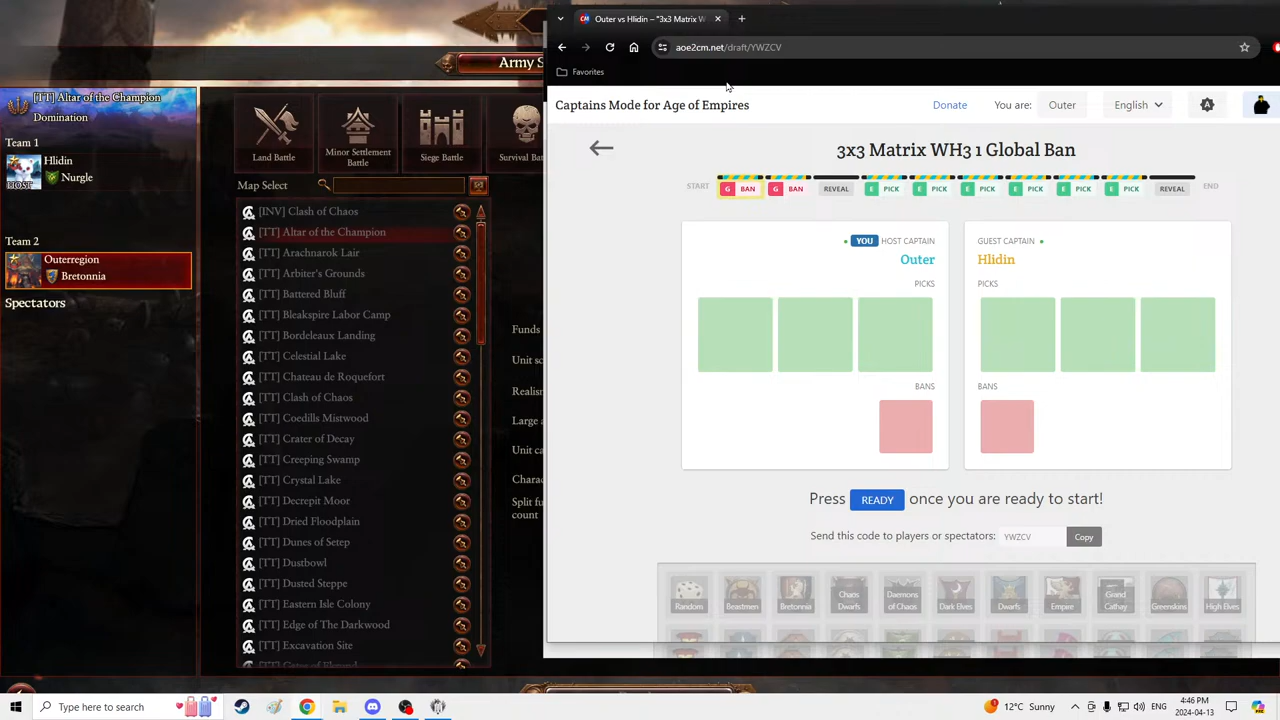 Outer vs Hlidin – "3x3 Matrix W
aoe2cm.net/draft/YWZCV
Favorites
Army S
[TT] Altar of the Champion
Domination
Team 1
Hlidin
HOST
Nurgle
Team 2
Outerregion
Bretonnia
Spectators
Land Battle
Minor Settlement
Battle
Siege Battle
Survival Bat
Map Select
[INV] Clash of Chaos
[TT] Altar of the Champion
[TT] Arachnarok Lair
[TT] Arbiter's Grounds
[TT] Battered Bluff
[TT] Bleakspire Labor Camp
[TT] Bordeleaux Landing
[TT] Celestial Lake
[TT] Chateau de Roquefort
[TT] Clash of Chaos
[TT] Coedills Mistwood
[TT] Crater of Decay
[TT] Creeping Swamp
[TT] Crystal Lake
[TT] Decrepit Moor
[TT] Dried Floodplain
[TT] Dunes of Setep
[TT] Dustbowl
[TT] Dusted Steppe
[TT] Eastern Isle Colony
[TT] Edge of The Darkwood
[TT] Excavation Site
Funds
Unit sc
Realism
Large a
Unit ca
Charac
Split fu
count
Captains Mode for Age of Empires
Donate
You are:
Outer
English
3x3 Matrix WH3 1 Global Ban
START
G BAN
G BAN
REVEAL
E PICK
E PICK
E PICK
E PICK
E PICK
E PICK
REVEAL
END
YOU HOST CAPTAIN
Outer
PICKS
BANS
GUEST CAPTAIN
Hlidin
PICKS
BANS
Press READY once you are ready to start!
Send this code to players or spectators: YWZCV Copy
Random
Beastmen
Bretonnia
Chaos
Dwarfs
Daemons
of Chaos
Dark Elves
Dwarfs
Empire
Grand
Cathay
Greenskins
High Elves
Type here to search
12°C Sunny
4:46 PM
2024-04-13